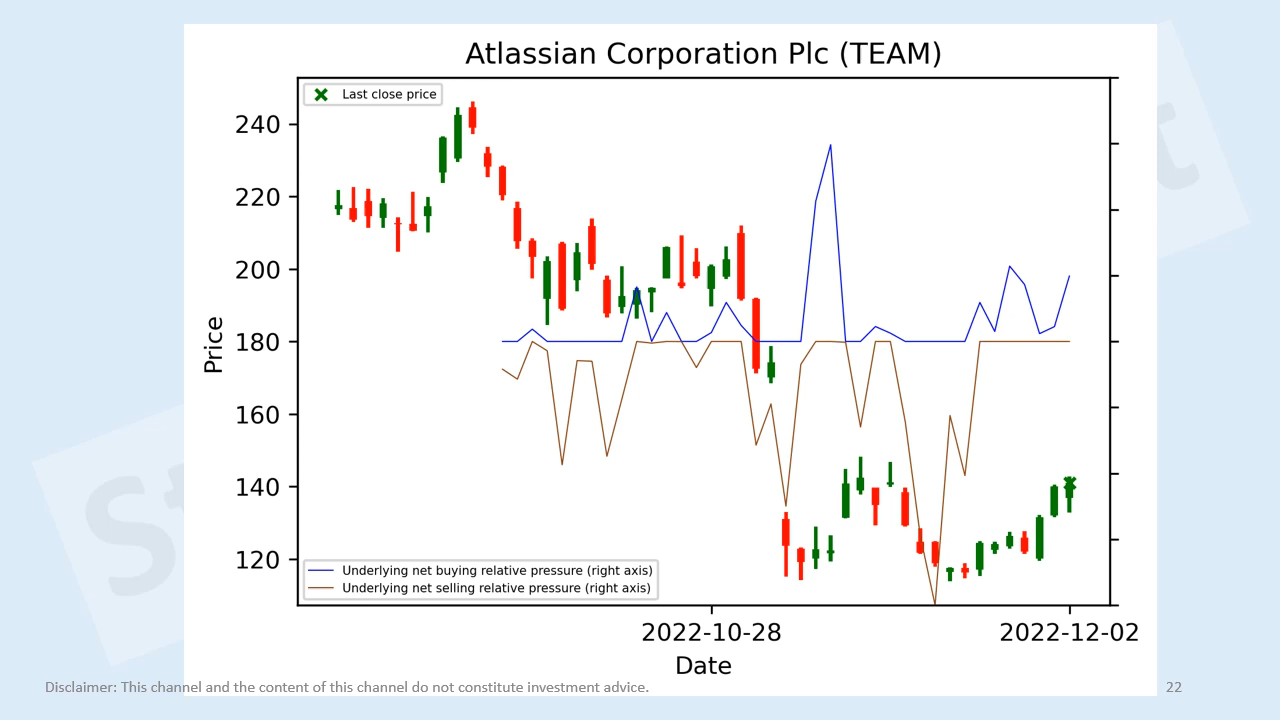 Atlassian Corporation Plc (TEAM)
Last close price
240
220
200
180
160
140
120
Price
Underlying net buying relative pressure (right axis)
Underlying net selling relative pressure (right axis)
2022-10-28
2022-12-02
Date
Disclaimer: This channel and the content of this channel do not constitute investment advice.
22